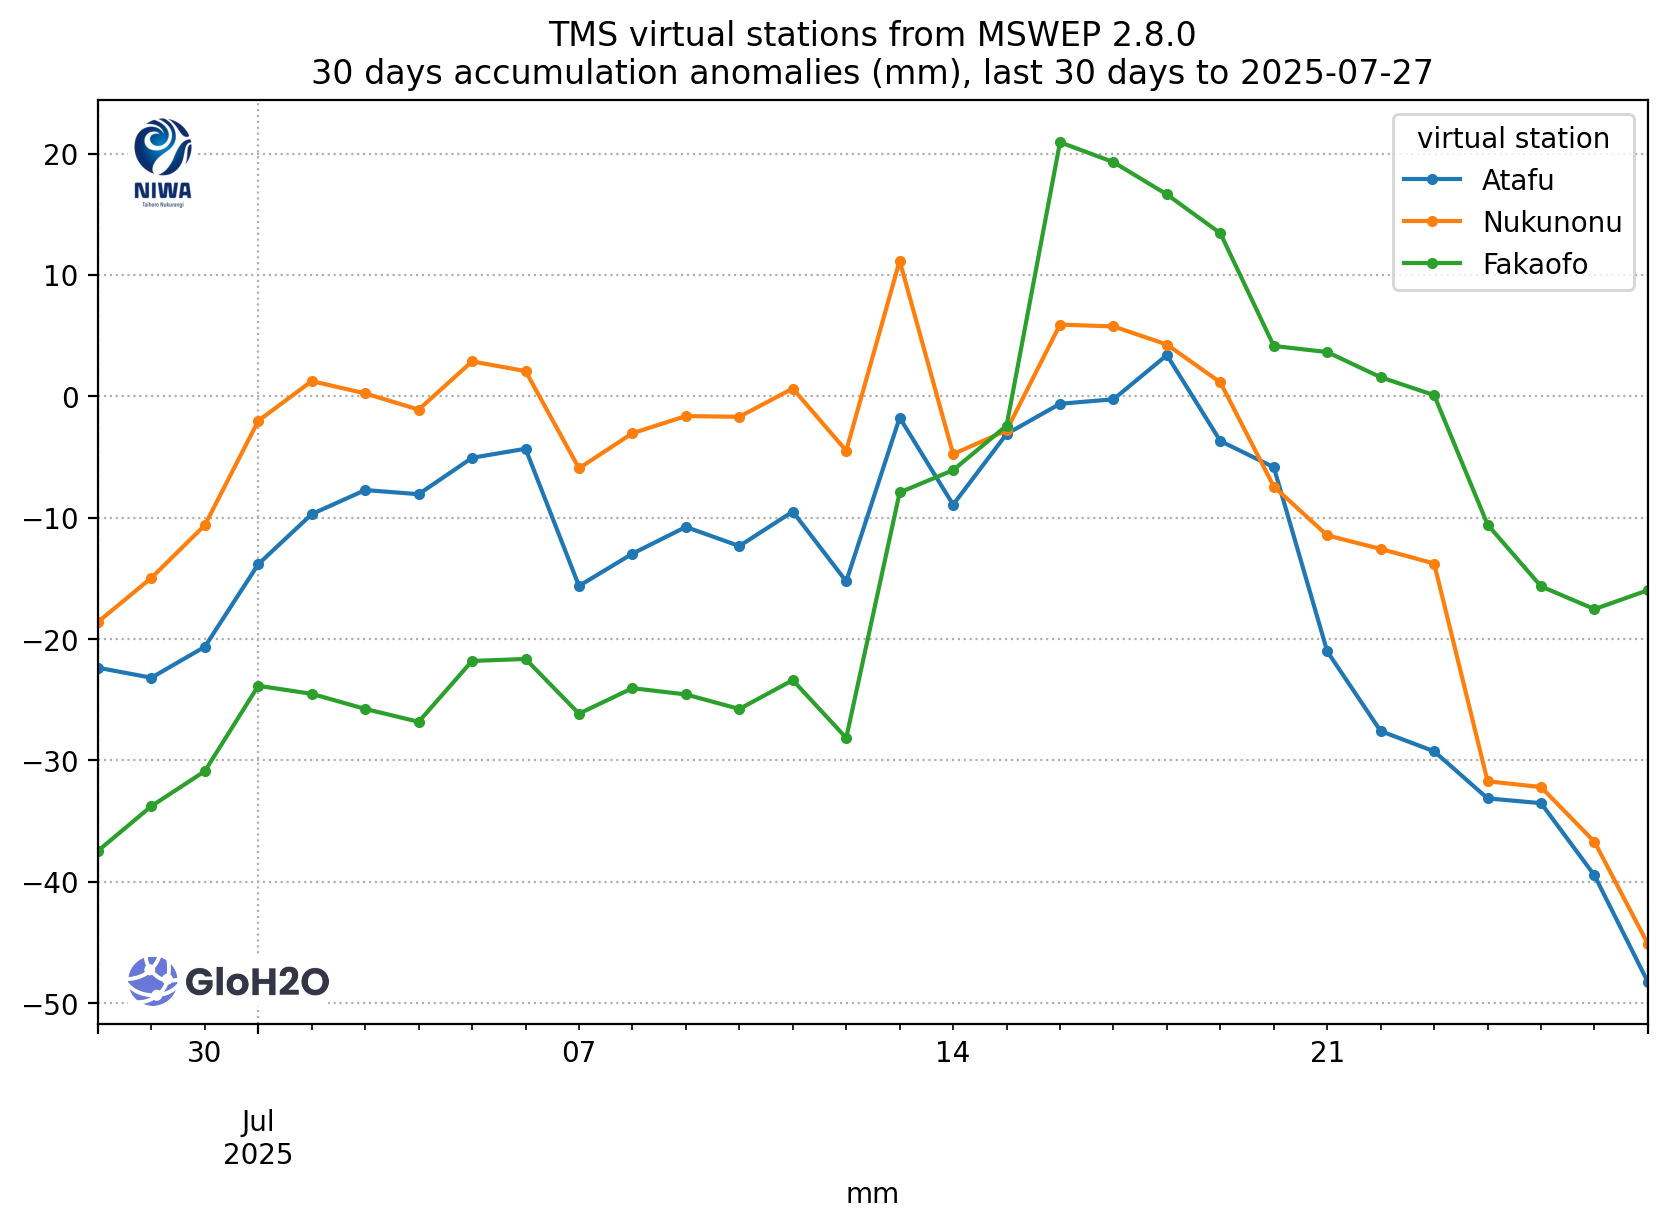 TMS virtual stations from MSWEP 2.8.0
30 days accumulation anomalies (mm), last 30 days to 2025-07-27
NIWA
Taihoro Nukurangi
virtual station
Atafu
Nukunonu
Fakaofo
20
10
0
−10
−20
−30
−40
−50
GloH2O
30
07
14
21
Jul
2025
mm